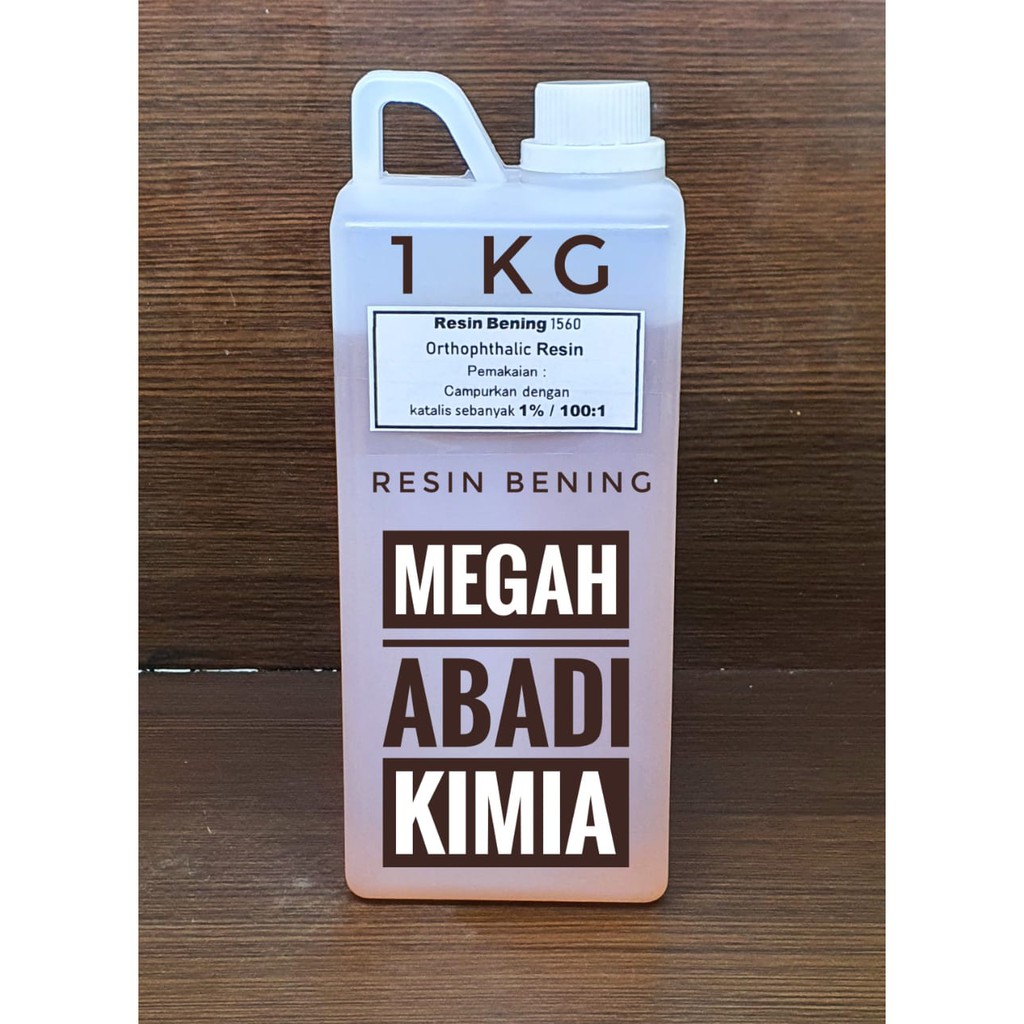 1 KG
Resin Bening 1560
Orthophthalic Resin
Pemakaian :
Campurkan dengan
katalis sebanyak 1% / 100:1
RESIN BENING
MEGAH
ABADI
KIMIA